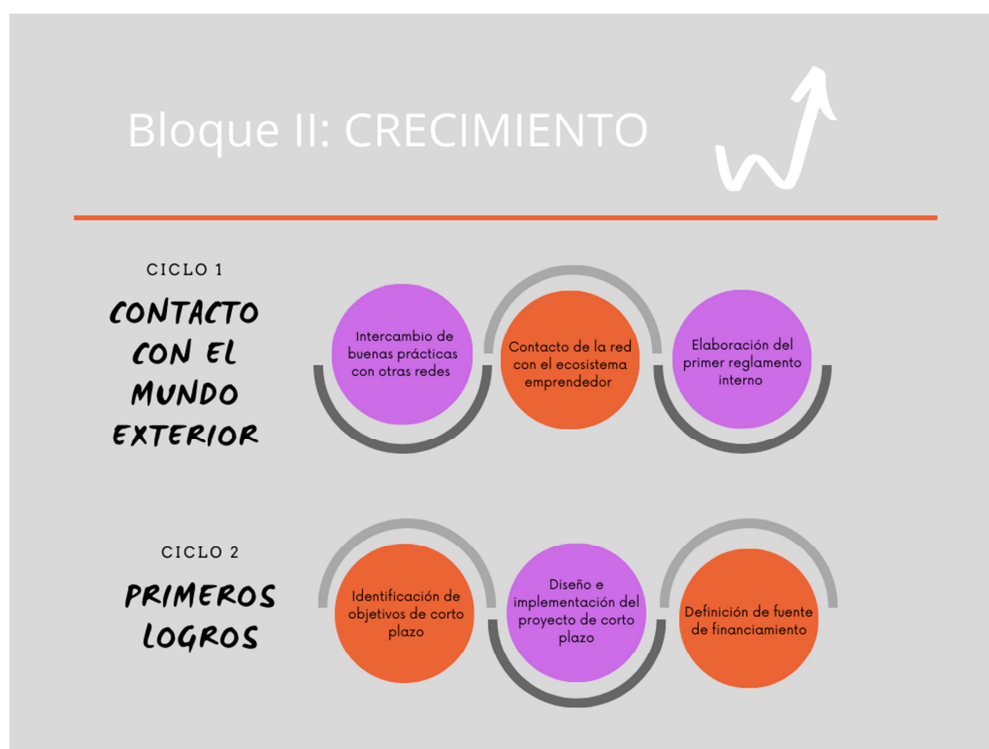 Bloque II: CRECIMIENTO
CICLO 1
CONTACTO
CON EL
MUNDO
EXTERIOR
Intercambio de
buenas prácticas
con otras redes
Contacto de la red
con el ecosistema
emprendedor
Elaboración del
primer reglamento
interno
CICLO 2
PRIMEROS
LOGROS
Identificación de
objetivos de corto
plazo
Diseño e
implementación del
proyecto de corto
plazo
Definición de fuente
de financiamiento